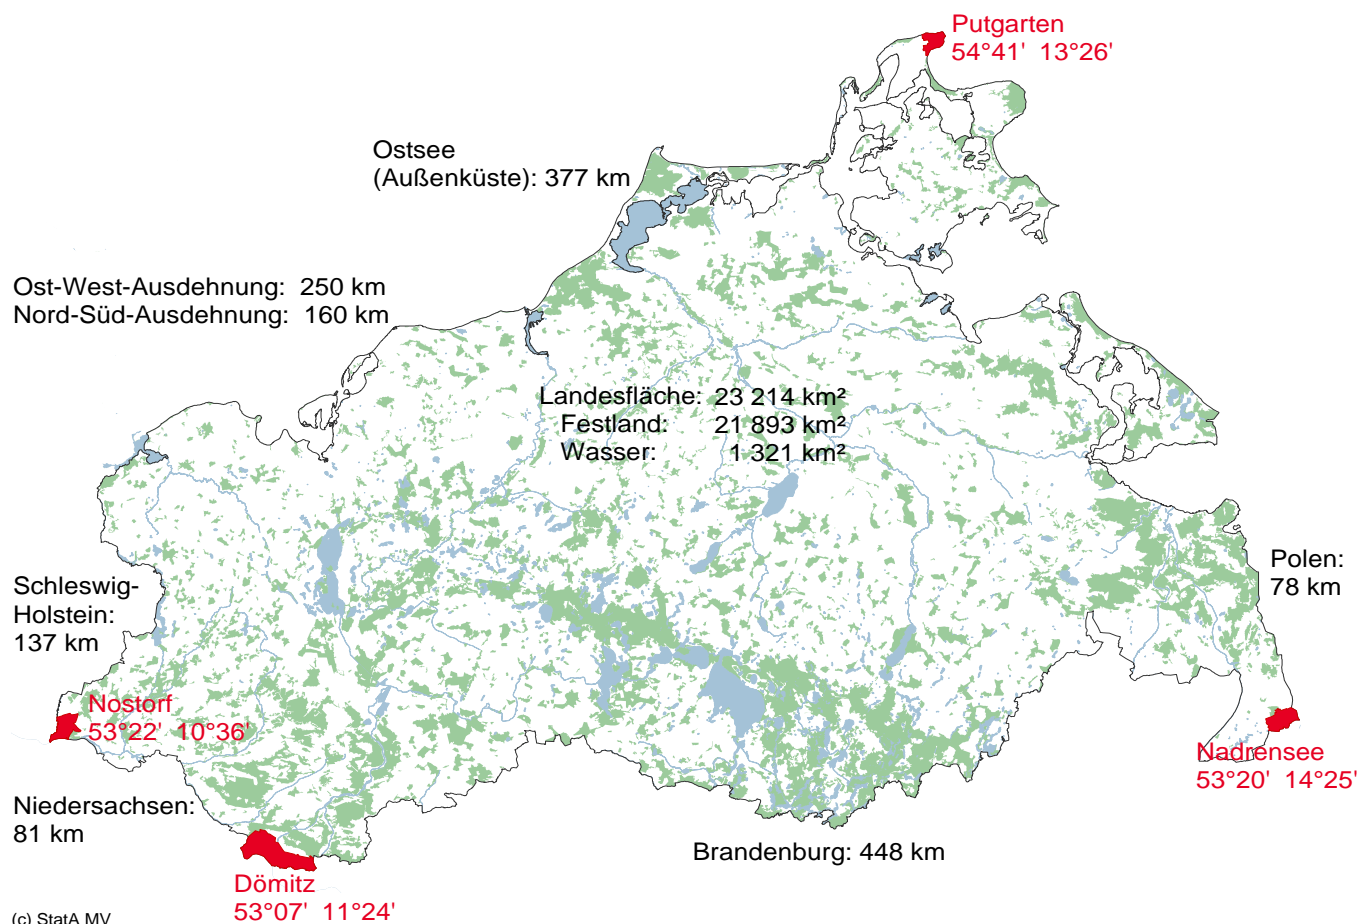 Putgarten
54°41' 13°26'
Ostsee
(Außenküste): 377 km
Ost-West-Ausdehnung: 250 km
Nord-Süd-Ausdehnung: 160 km
Landesfläche: 23 214 km²
Festland: 21 893 km²
Wasser: 1 321 km²
Polen:
78 km
Schleswig-
Holstein:
137 km
Nostorf
53°22' 10°36'
Nadrensee
53°20' 14°25'
Niedersachsen:
81 km
Brandenburg: 448 km
Dömitz
53°07' 11°24'
(c) StatA MV